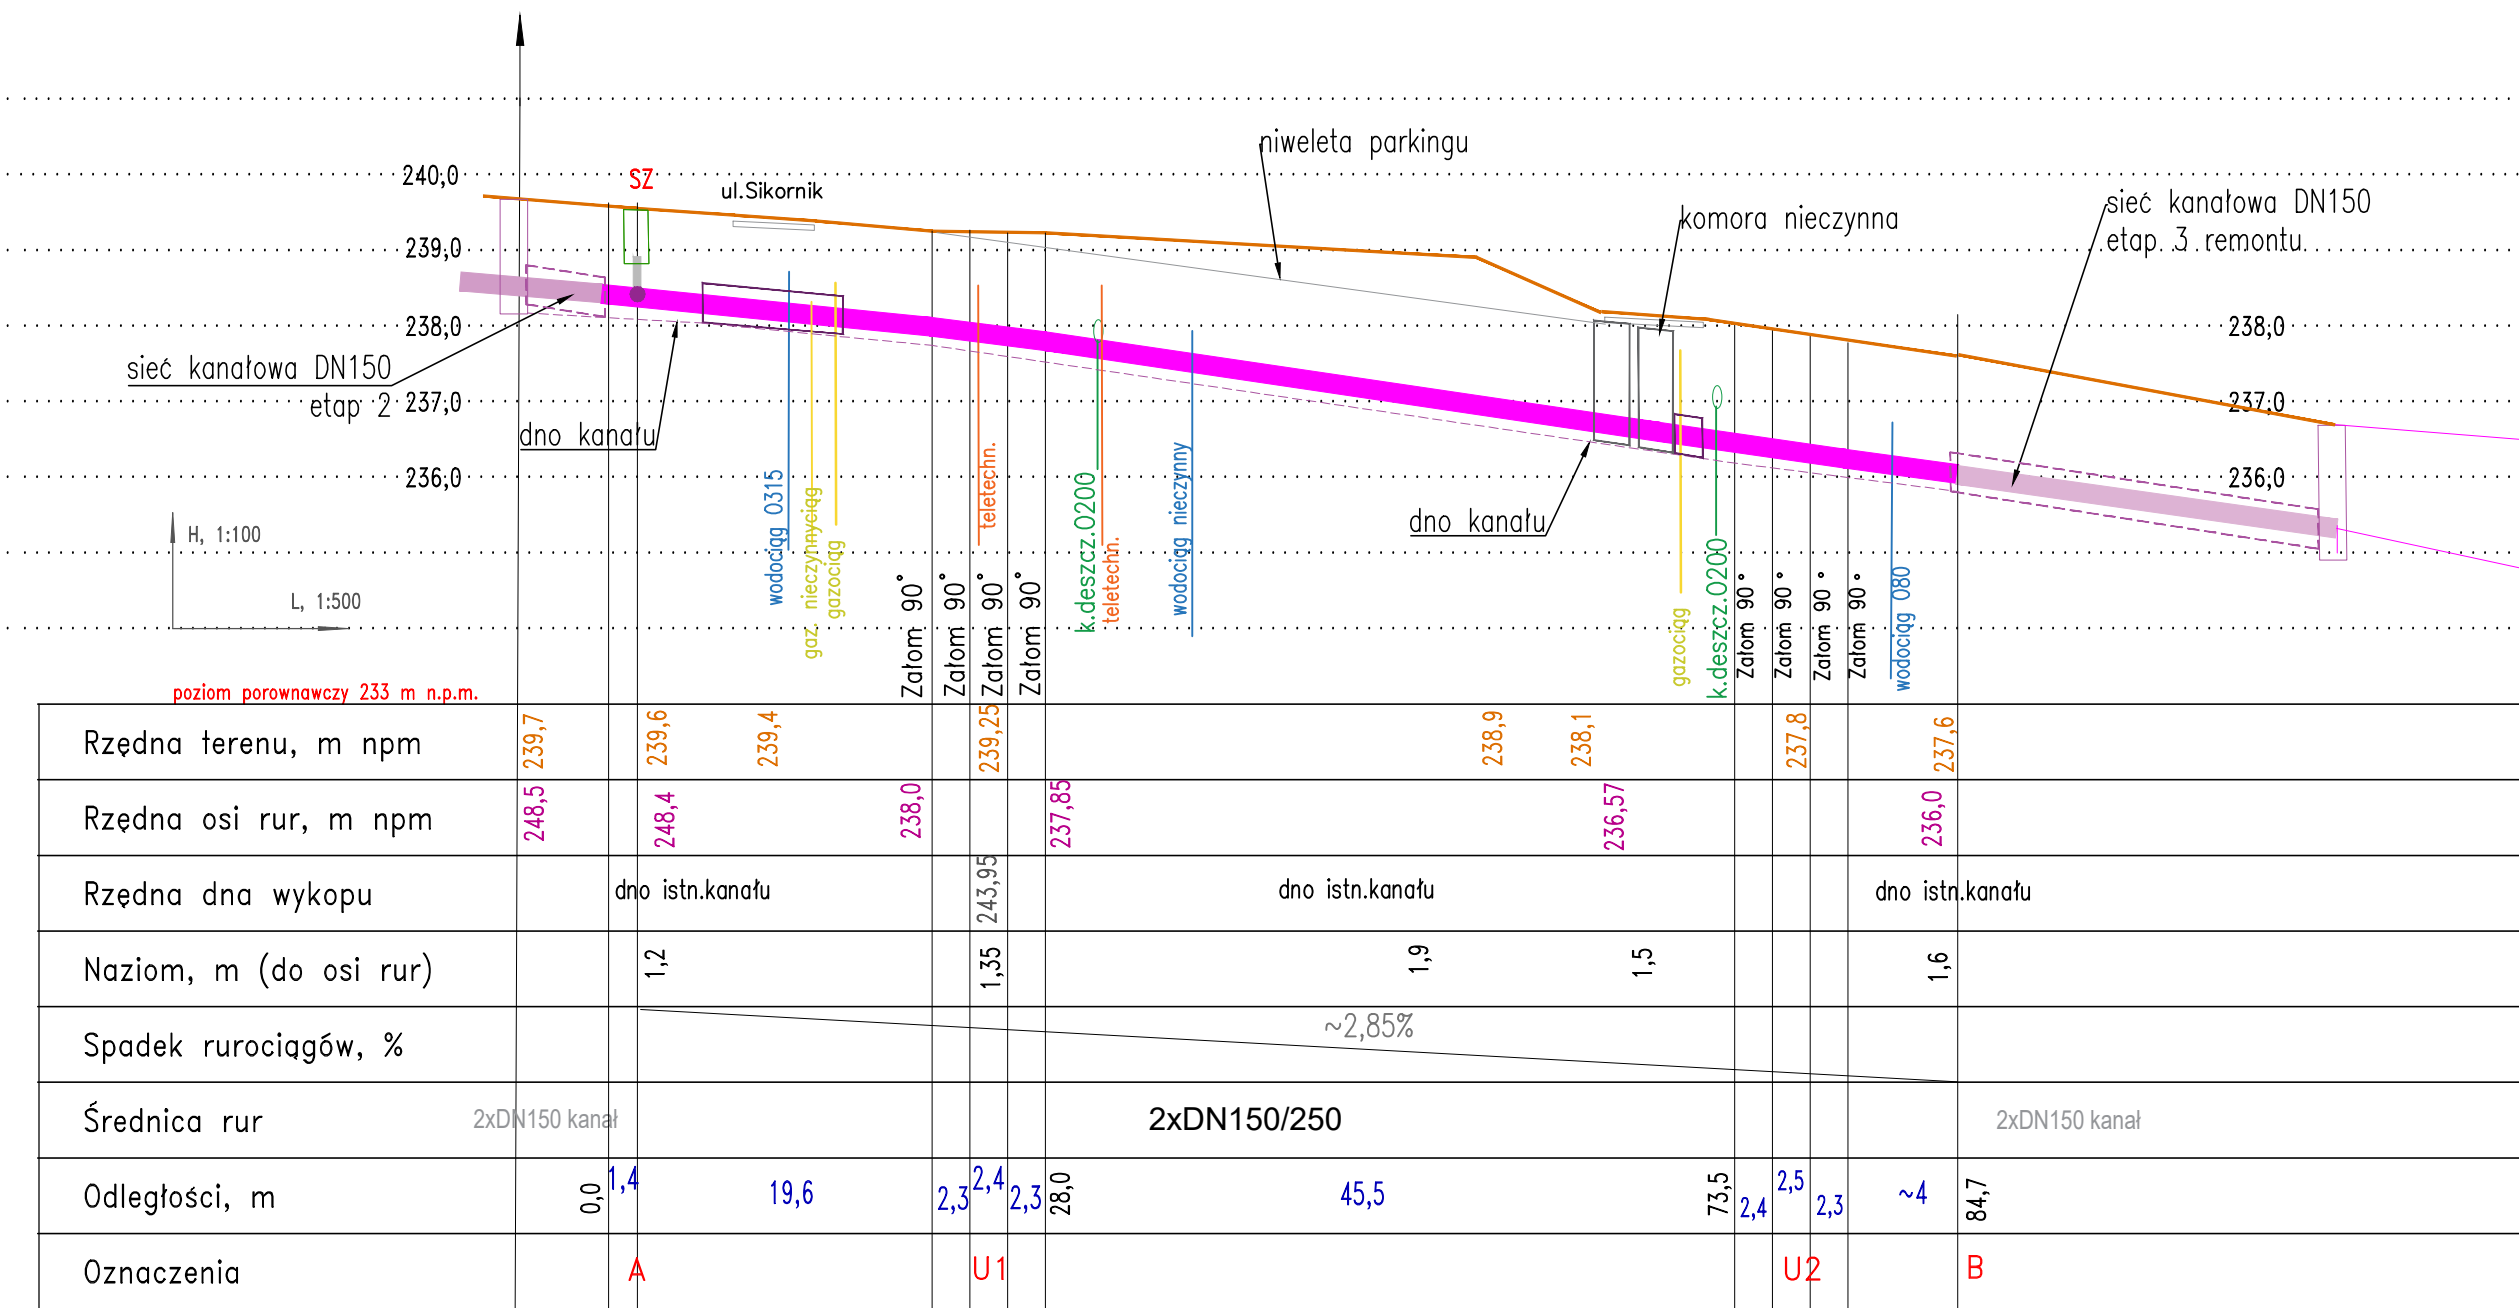 niweleta parkingu
240,0
SZ
ul.Sikornik
komora nieczynna
sieć kanałowa DN150
etap 3 remontu
239,0
238,0
238,0
sieć kanałowa DN150
etap 2
237,0
237,0
dno kanału
236,0
236,0
dno kanału
H, 1:100
L, 1:500
wodociąg O315
gaz. nieczynnyciąg
gazociąg
teletechn.
k.deszcz.O200
teletechn.
wodociąg nieczynny
gazociąg
k.deszcz.O200
wodociąg O80
Załom 90°
Załom 90°
Załom 90°
Załom 90°
Załom 90°
Załom 90°
Załom 90°
Załom 90°
poziom porownawczy 233 m n.p.m.
Rzędna terenu, m npm 239,7 239,6 239,4 239,25 238,9 238,1 237,8 237,6
Rzędna osi rur, m npm 248,5 248,4 238,0 237,85 236,57 236,0
Rzędna dna wykopu dno istn.kanału 243,95 dno istn.kanału dno istn.kanału
Naziom, m (do osi rur) 1,2 1,35 1,9 1,5 1,6
Spadek rurociągów, % ~2,85%
Średnica rur 2xDN150 kanał 2xDN150/250 2xDN150 kanał
Odległości, m 0,0 1,4 19,6 2,3 2,4 2,3 28,0 45,5 73,5 2,4 2,5 2,3 ~4 84,7
Oznaczenia A U1 U2 B